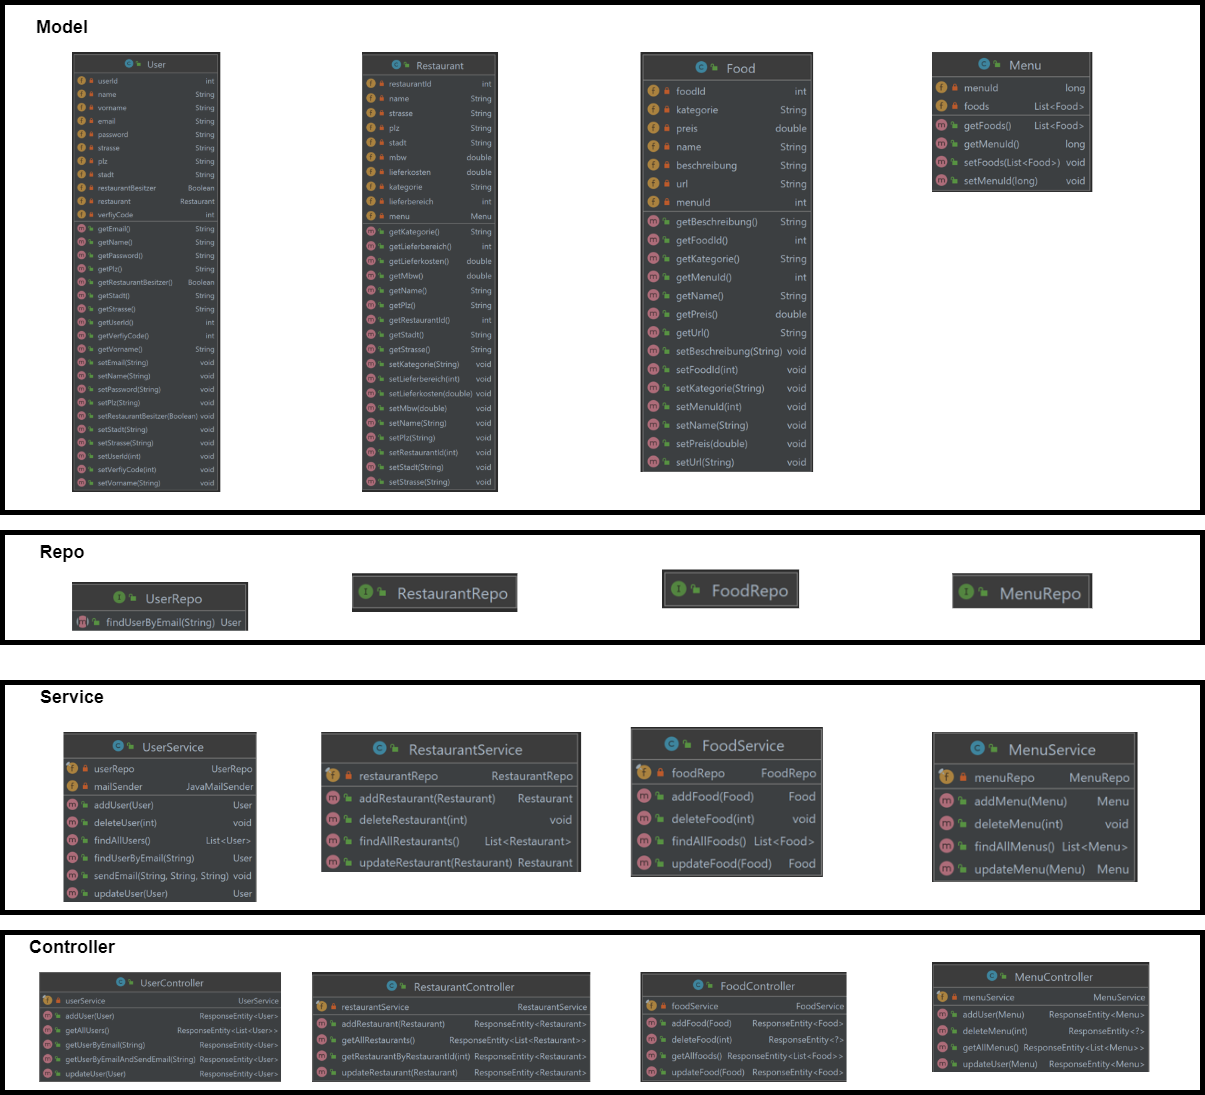 Model
User
userId int
name String
vorname String
email String
password String
strasse String
plz String
stadt String
restaurantBesitzer Boolean
restaurant Restaurant
verfiyCode int
getEmail() String
getName() String
getPassword() String
getPlz() String
getRestaurantBesitzer() Boolean
getStadt() String
getStrasse() String
getUserId() int
getVerfiyCode() int
getVorname() String
setEmail(String) void
setName(String) void
setPassword(String) void
setPlz(String) void
setRestaurantBesitzer(Boolean) void
setStadt(String) void
setStrasse(String) void
setUserId(int) void
setVerfiyCode(int) void
setVorname(String) void
Restaurant
restaurantId int
name String
strasse String
plz String
stadt String
mbw double
lieferkosten double
kategorie String
lieferbereich int
menu Menu
getKategorie() String
getLieferbereich() int
getLieferkosten() double
getMbw() double
getName() String
getPlz() String
getRestaurantId() int
getStadt() String
getStrasse() String
setKategorie(String) void
setLieferbereich(int) void
setLieferkosten(double) void
setMbw(double) void
setName(String) void
setPlz(String) void
setRestaurantId(int) void
setStadt(String) void
setStrasse(String) void
Food
foodId int
kategorie String
preis double
name String
beschreibung String
url String
menuId int
getBeschreibung() String
getFoodId() int
getKategorie() String
getMenuId() int
getName() String
getPreis() double
getUrl() String
setBeschreibung(String) void
setFoodId(int) void
setKategorie(String) void
setMenuId(int) void
setName(String) void
setPreis(double) void
setUrl(String) void
Menu
menuId long
foods List<Food>
getFoods() List<Food>
getMenuId() long
setFoods(List<Food>) void
setMenuId(long) void
Repo
UserRepo
findUserByEmail(String) User
RestaurantRepo
FoodRepo
MenuRepo
Service
UserService
userRepo UserRepo
mailSender JavaMailSender
addUser(User) User
deleteUser(int) void
findAllUsers() List<User>
findUserByEmail(String) User
sendEmail(String, String, String) void
updateUser(User) User
RestaurantService
restaurantRepo RestaurantRepo
addRestaurant(Restaurant) Restaurant
deleteRestaurant(int) void
findAllRestaurants() List<Restaurant>
updateRestaurant(Restaurant) Restaurant
FoodService
foodRepo FoodRepo
addFood(Food) Food
deleteFood(int) void
findAllFoods() List<Food>
updateFood(Food) Food
MenuService
menuRepo MenuRepo
addMenu(Menu) Menu
deleteMenu(int) void
findAllMenus() List<Menu>
updateMenu(Menu) Menu
Controller
UserController
userService UserService
addUser(User) ResponseEntity<User>
getAllUsers() ResponseEntity<List<User>>
getUserByEmail(String) ResponseEntity<User>
getUserByEmailAndSendEmail(String) ResponseEntity<User>
updateUser(User) ResponseEntity<User>
RestaurantController
restaurantService RestaurantService
addRestaurant(Restaurant) ResponseEntity<Restaurant>
getAllRestaurants() ResponseEntity<List<Restaurant>>
getRestaurantByRestaurantId(int) ResponseEntity<Restaurant>
updateRestaurant(Restaurant) ResponseEntity<Restaurant>
FoodController
foodService FoodService
addFood(Food) ResponseEntity<Food>
deleteFood(int) ResponseEntity<?>
getAllfoods() ResponseEntity<List<Food>>
updateFood(Food) ResponseEntity<Food>
MenuController
menuService MenuService
addUser(Menu) ResponseEntity<Menu>
deleteMenu(int) ResponseEntity<?>
getAllMenus() ResponseEntity<List<Menu>>
updateUser(Menu) ResponseEntity<Menu>